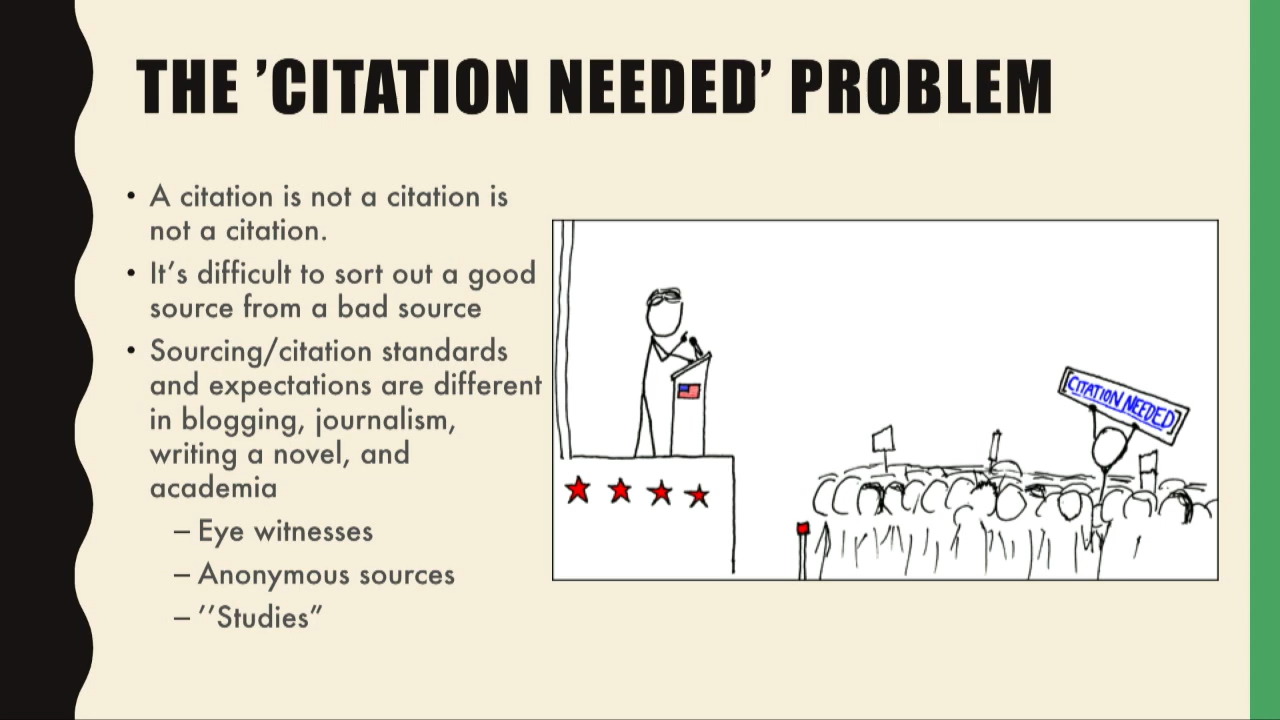 THE ’CITATION NEEDED’ PROBLEM
• A citation is not a citation is
not a citation.
• It’s difficult to sort out a good
source from a bad source
• Sourcing/citation standards
and expectations are different
in blogging, journalism,
writing a novel, and
academia
– Eye witnesses
– Anonymous sources
– ’’Studies”
[CITATION NEEDED]